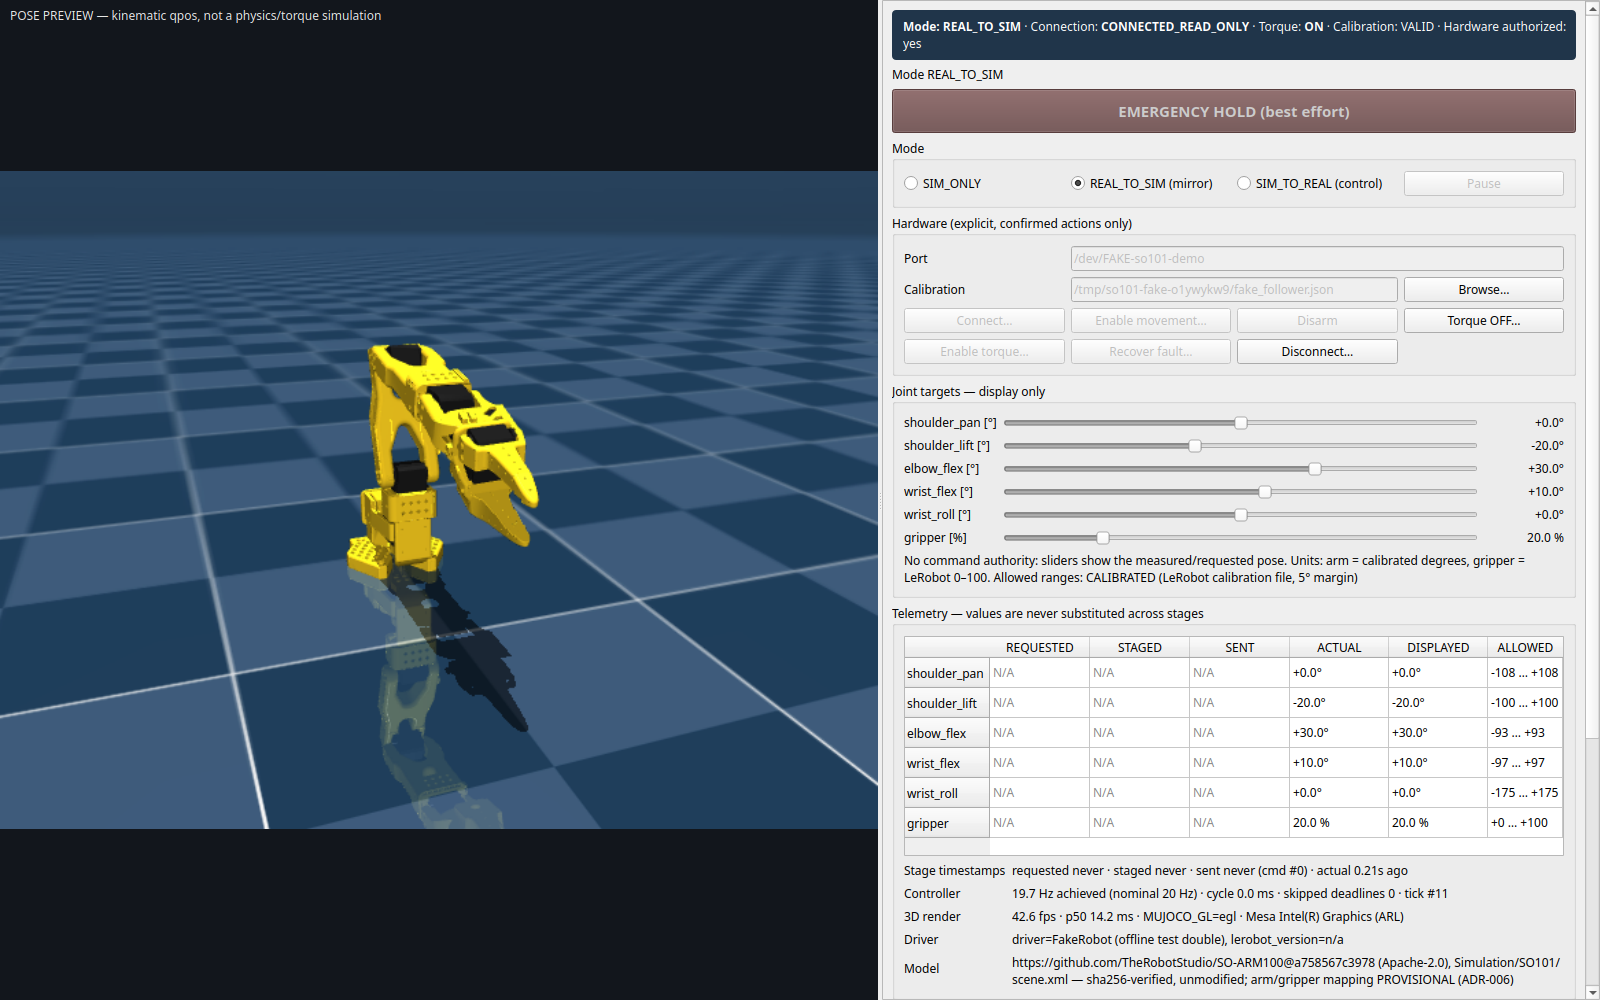 POSE PREVIEW — kinematic qpos, not a physics/torque simulation
Mode: REAL_TO_SIM · Connection: CONNECTED_READ_ONLY · Torque: ON · Calibration: VALID · Hardware authorized:
yes
Mode REAL_TO_SIM
EMERGENCY HOLD (best effort)
Mode
SIM_ONLY REAL_TO_SIM (mirror) SIM_TO_REAL (control) Pause
Hardware (explicit, confirmed actions only)
Port /dev/FAKE-so101-demo
Calibration /tmp/so101-fake-o1ywykw9/fake_follower.json Browse...
Connect... Enable movement... Disarm Torque OFF...
Enable torque... Recover fault... Disconnect...
Joint targets — display only
shoulder_pan [°] +0.0°
shoulder_lift [°] -20.0°
elbow_flex [°] +30.0°
wrist_flex [°] +10.0°
wrist_roll [°] +0.0°
gripper [%] 20.0 %
No command authority: sliders show the measured/requested pose. Units: arm = calibrated degrees, gripper =
LeRobot 0–100. Allowed ranges: CALIBRATED (LeRobot calibration file, 5° margin)
Telemetry — values are never substituted across stages
REQUESTED STAGED SENT ACTUAL DISPLAYED ALLOWED
shoulder_pan N/A N/A N/A +0.0° +0.0° -108 ... +108
shoulder_lift N/A N/A N/A -20.0° -20.0° -100 ... +100
elbow_flex N/A N/A N/A +30.0° +30.0° -93 ... +93
wrist_flex N/A N/A N/A +10.0° +10.0° -97 ... +97
wrist_roll N/A N/A N/A +0.0° +0.0° -175 ... +175
gripper N/A N/A N/A 20.0 % 20.0 % +0 ... +100
Stage timestamps requested never · staged never · sent never (cmd #0) · actual 0.21s ago
Controller 19.7 Hz achieved (nominal 20 Hz) · cycle 0.0 ms · skipped deadlines 0 · tick #11
3D render 42.6 fps · p50 14.2 ms · MUJOCO_GL=egl · Mesa Intel(R) Graphics (ARL)
Driver driver=FakeRobot (offline test double), lerobot_version=n/a
Model https://github.com/TheRobotStudio/SO-ARM100@a758567c3978 (Apache-2.0), Simulation/SO101/
scene.xml — sha256-verified, unmodified; arm/gripper mapping PROVISIONAL (ADR-006)